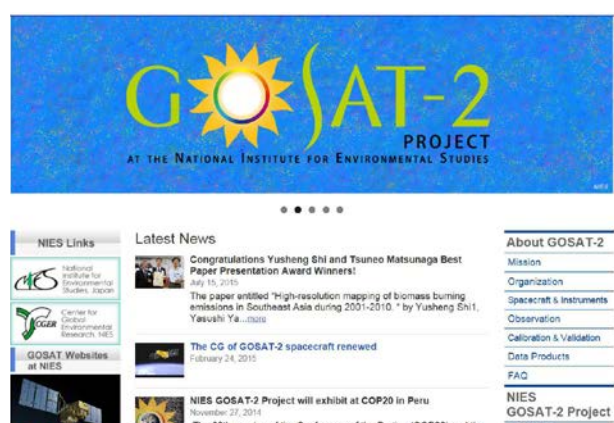 GOSAT-2
PROJECT
AT THE NATIONAL INSTITUTE FOR ENVIRONMENTAL STUDIES
NIES
NIES Links
National
Institute for
Environmental
Studies, Japan
CGER
Center for
Global
Environmental
Research, NIES
GOSAT Websites
at NIES
Latest News
Congratulations Yusheng Shi and Tsuneo Matsunaga Best
Paper Presentation Award Winners!
July 15, 2015
The paper entitled "High-resolution mapping of biomass burning
emissions in Southeast Asia during 2001-2010. " by Yusheng Shi1,
Yasushi Ya...more
The CG of GOSAT-2 spacecraft renewed
February 24, 2015
NIES GOSAT-2 Project will exhibit at COP20 in Peru
November 27, 2014
About GOSAT-2
Mission
Organization
Spacecraft & Instruments
Observation
Calibration & Validation
Data Products
FAQ
NIES
GOSAT-2 Project